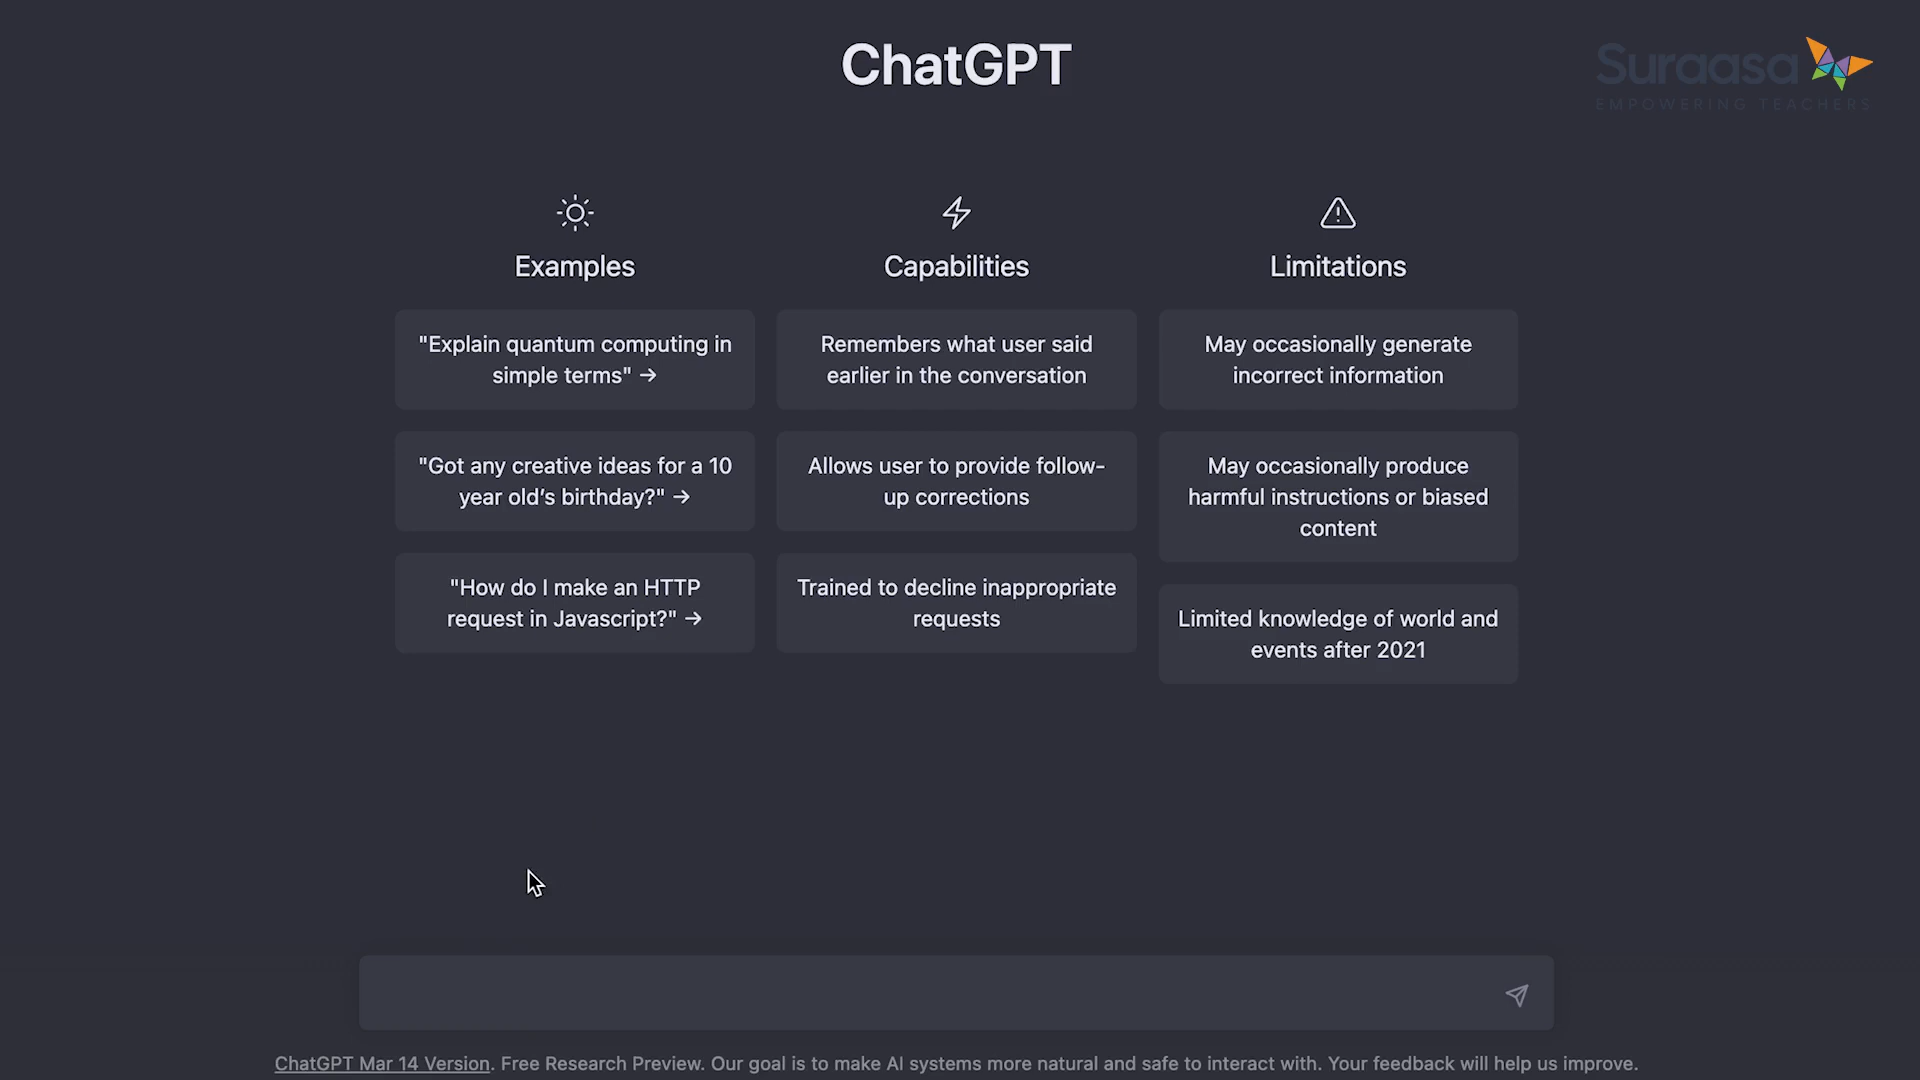 ChatGPT
Suraasa
EMPOWERING TEACHERS
Examples
"Explain quantum computing in
simple terms" →
"Got any creative ideas for a 10
year old’s birthday?" →
"How do I make an HTTP
request in Javascript?" →
Capabilities
Remembers what user said
earlier in the conversation
Allows user to provide follow-
up corrections
Trained to decline inappropriate
requests
Limitations
May occasionally generate
incorrect information
May occasionally produce
harmful instructions or biased
content
Limited knowledge of world and
events after 2021
ChatGPT Mar 14 Version. Free Research Preview. Our goal is to make AI systems more natural and safe to interact with. Your feedback will help us improve.